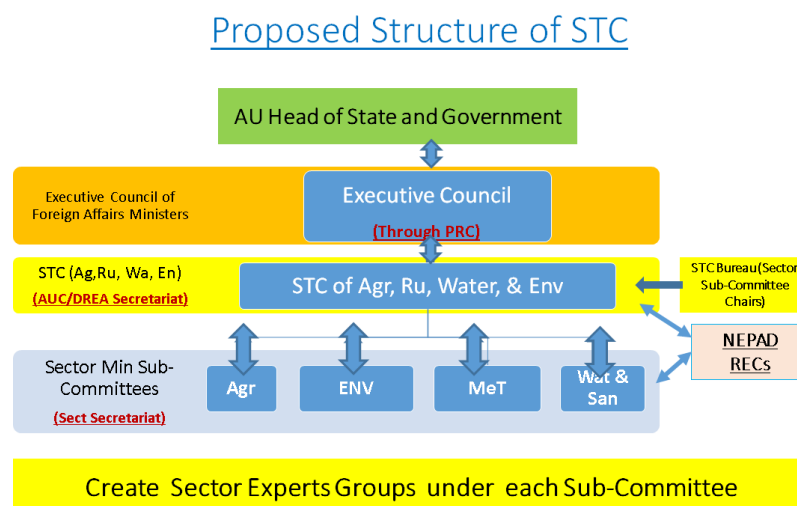 Proposed Structure of STC
AU Head of State and Government
Executive Council of
Foreign Affairs Ministers
Executive Council
(Through PRC)
STC (Ag,Ru, Wa, En)
(AUC/DREA Secretariat)
STC of Agr, Ru, Water, & Env
STC Bureau(Sector
Sub-Committee
Chairs)
NEPAD
RECs
Sector Min Sub-
Committees
(Sect Secretariat)
Agr
ENV
MeT
Wat &
San
Create Sector Experts Groups under each Sub-Committee